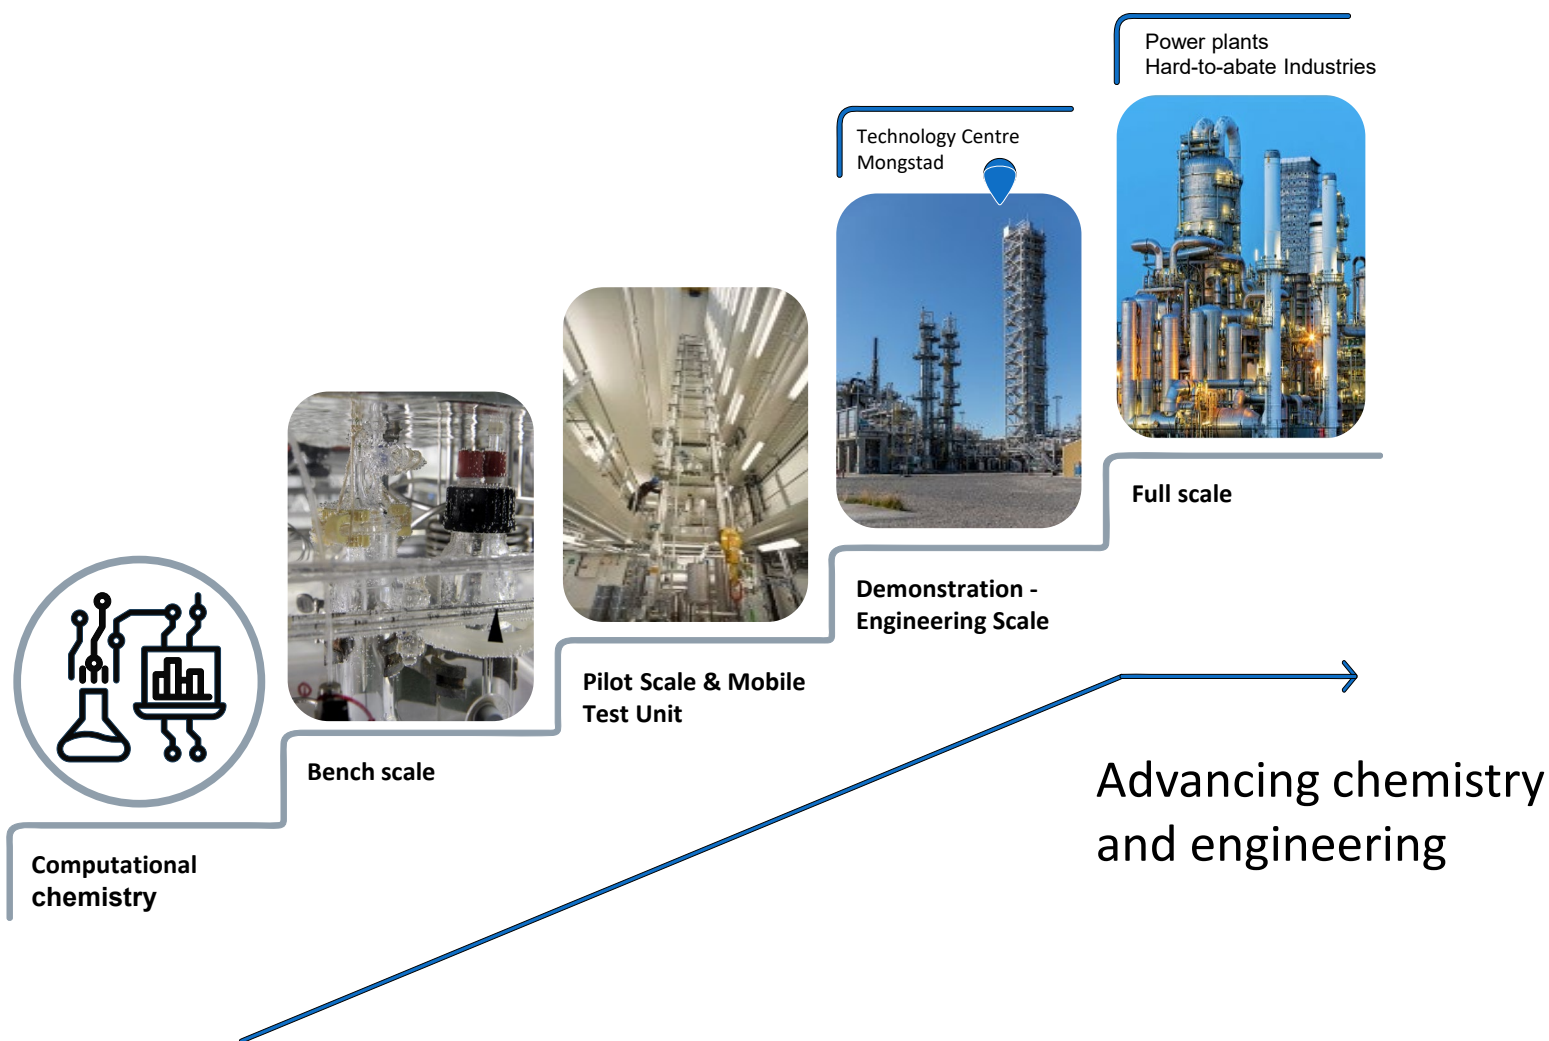 Power plants
Hard-to-abate Industries
Technology Centre
Mongstad
Full scale
Demonstration -
Engineering Scale
Pilot Scale & Mobile
Test Unit
Bench scale
Computational
chemistry
Advancing chemistry
and engineering